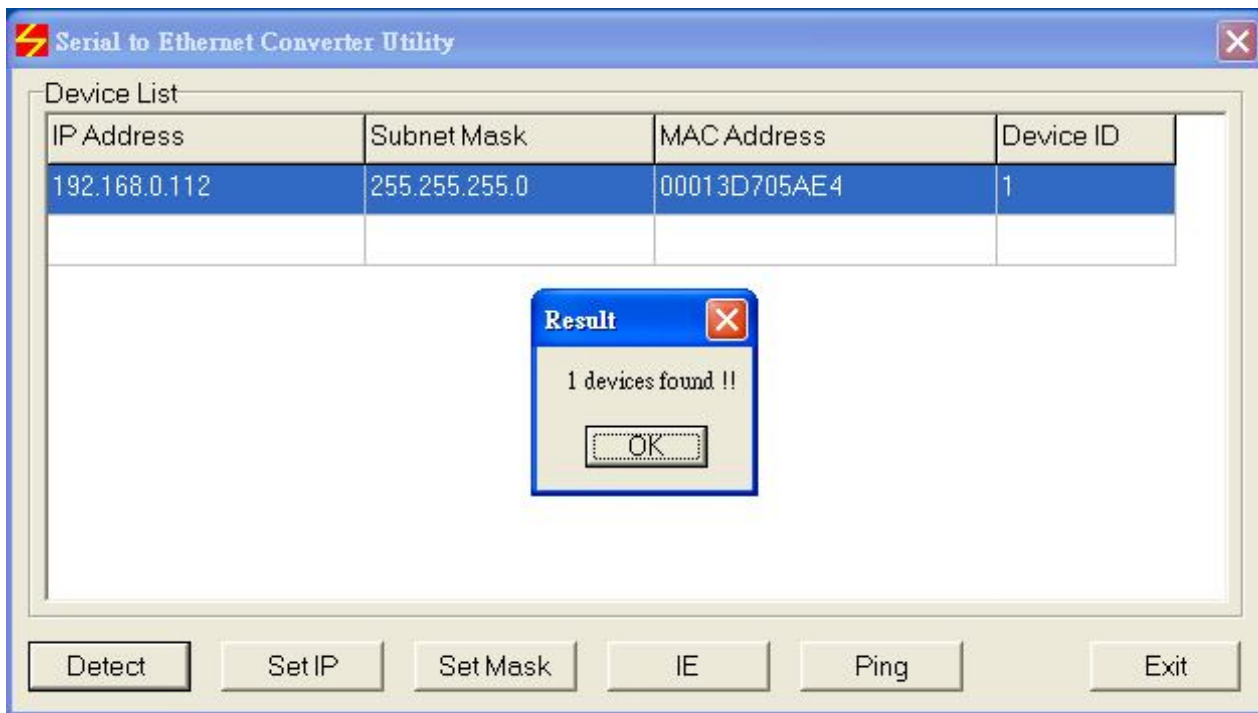 Serial to Ethernet Converter Utility
Device List
IP Address Subnet Mask MAC Address Device ID
192.168.0.112 255.255.255.0 00013D705AE4 1
Result
1 devices found !!
OK
Detect Set IP Set Mask IE Ping Exit